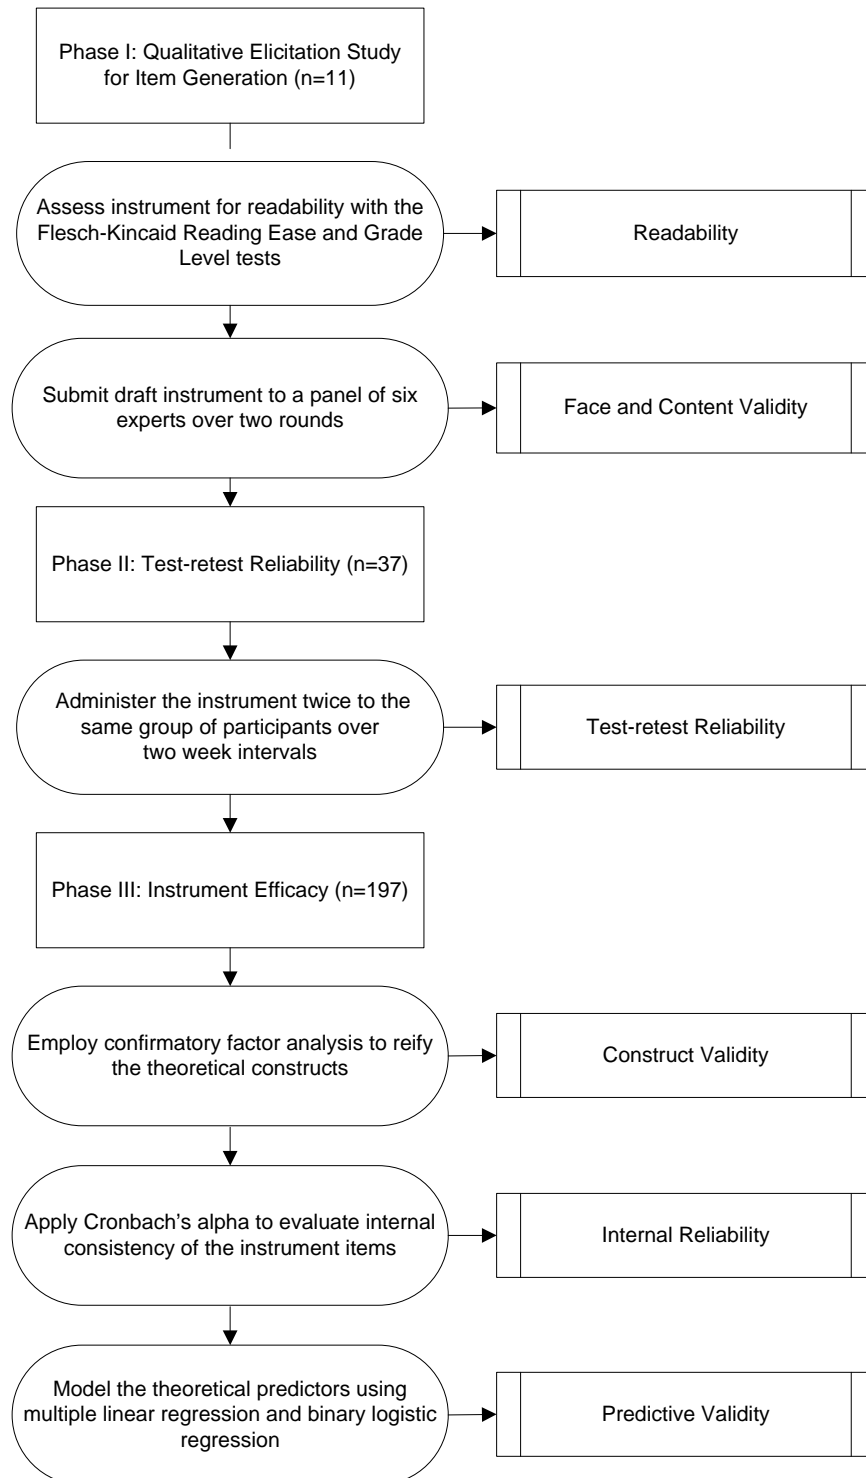 Phase I: Qualitative Elicitation Study
for Item Generation (n=11)
Assess instrument for readability with the
Flesch-Kincaid Reading Ease and Grade
Level tests
Readability
Submit draft instrument to a panel of six
experts over two rounds
Face and Content Validity
Phase II: Test-retest Reliability (n=37)
Administer the instrument twice to the
same group of participants over
two week intervals
Test-retest Reliability
Phase III: Instrument Efficacy (n=197)
Employ confirmatory factor analysis to reify
the theoretical constructs
Construct Validity
Apply Cronbach’s alpha to evaluate internal
consistency of the instrument items
Internal Reliability
Model the theoretical predictors using
multiple linear regression and binary logistic
regression
Predictive Validity